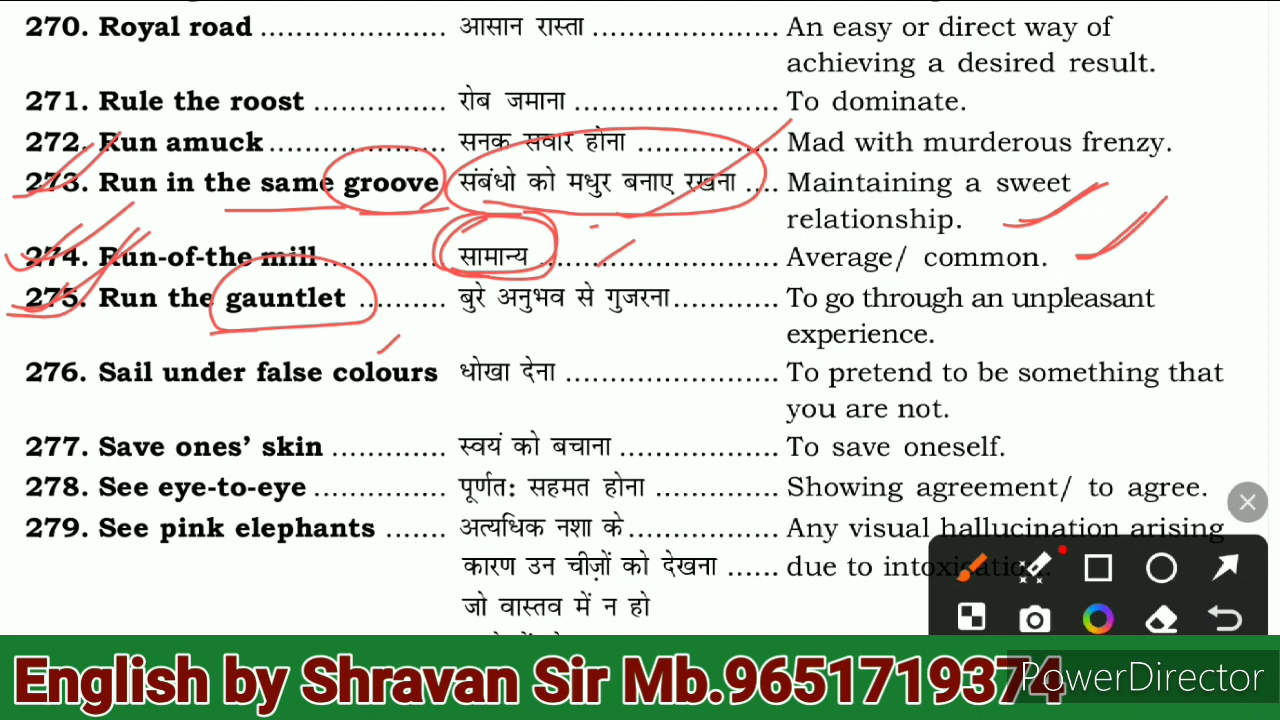 270. Royal road ..................... आसान रास्ता ..................... An easy or direct way of
achieving a desired result.
271. Rule the roost ............... रोब जमाना ....................... To dominate.
272. Run amuck .................... सनक सवार होना ................ Mad with murderous frenzy.
273. Run in the same groove संबंधो को मधुर बनाए रखना .... Maintaining a sweet
relationship.
274. Run-of-the mill .............. सामान्य ........................... Average/ common.
275. Run the gauntlet .......... बुरे अनुभव से गुजरना............ To go through an unpleasant
experience.
276. Sail under false colours धोखा देना ........................ To pretend to be something that
you are not.
277. Save ones' skin ............. स्वयं को बचाना .................. To save oneself.
278. See eye-to-eye ............... पूर्णत: सहमत होना .............. Showing agreement/ to agree.
279. See pink elephants ....... अत्यधिक नशा के................. Any visual hallucination arising
कारण उन चीज़ों को देखना ...... due to intoxication.
जो वास्तव में न हो
English by Shravan Sir Mb.9651719374
PowerDirector